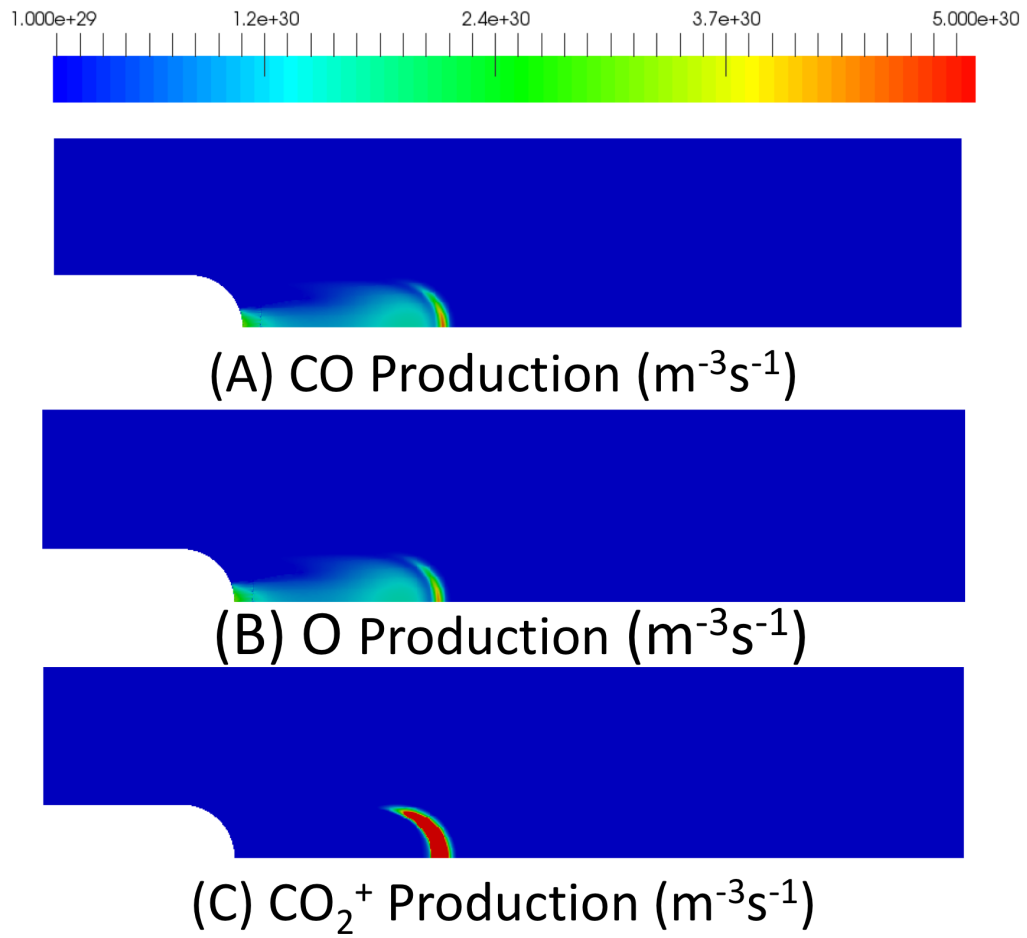 1.000e+29 1.2e+30 2.4e+30 3.7e+30 5.000e+30
(A) CO Production (m⁻³s⁻¹)
(B) O Production (m⁻³s⁻¹)
(C) CO₂⁺ Production (m⁻³s⁻¹)